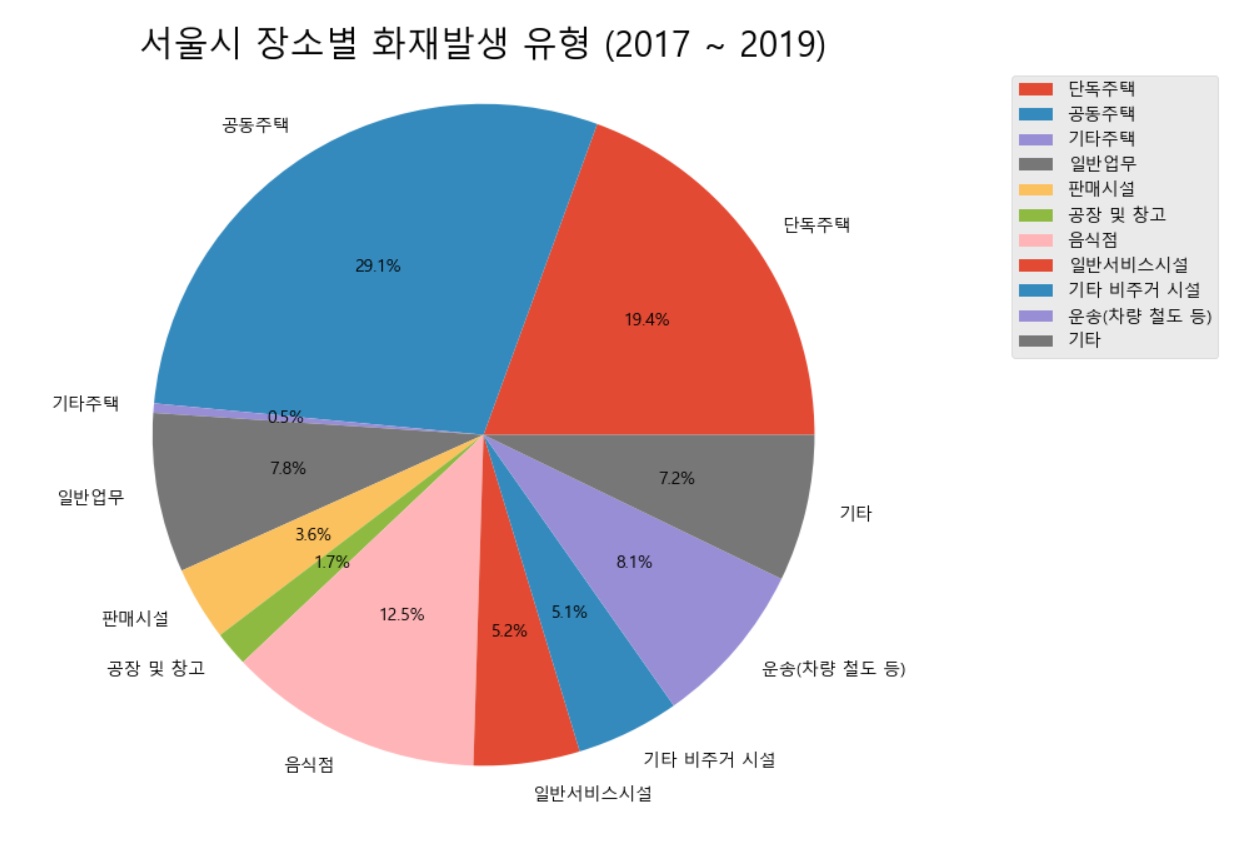 서울시 장소별 화재발생 유형 (2017 ~ 2019)
공동주택
단독주택
29.1%
19.4%
기타주택
0.5%
일반업무
7.8%
7.2%
기타
3.6%
1.7%
8.1%
판매시설
12.5%
5.2%
5.1%
공장 및 창고
운송(차량 철도 등)
음식점
기타 비주거 시설
일반서비스시설
단독주택
공동주택
기타주택
일반업무
판매시설
공장 및 창고
음식점
일반서비스시설
기타 비주거 시설
운송(차량 철도 등)
기타